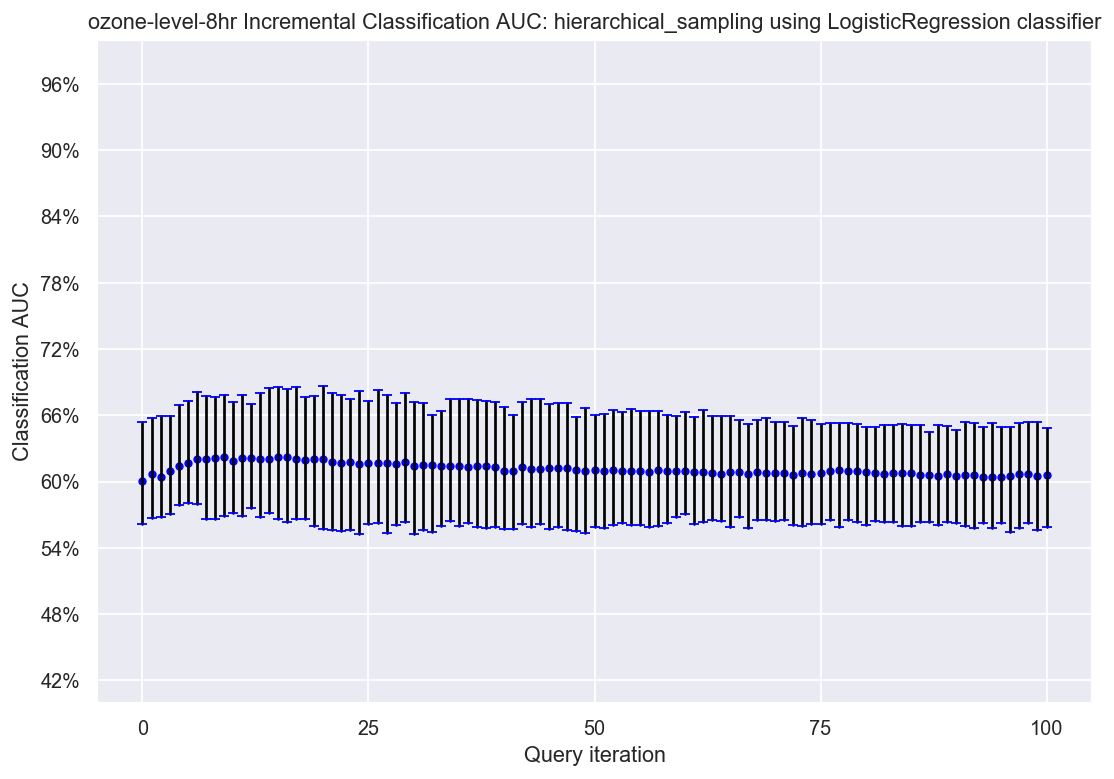 ozone-level-8hr Incremental Classification AUC: hierarchical_sampling using LogisticRegression classifier
96%
90%
84%
78%
72%
66%
60%
54%
48%
42%
Classification AUC
0 25 50 75 100
Query iteration